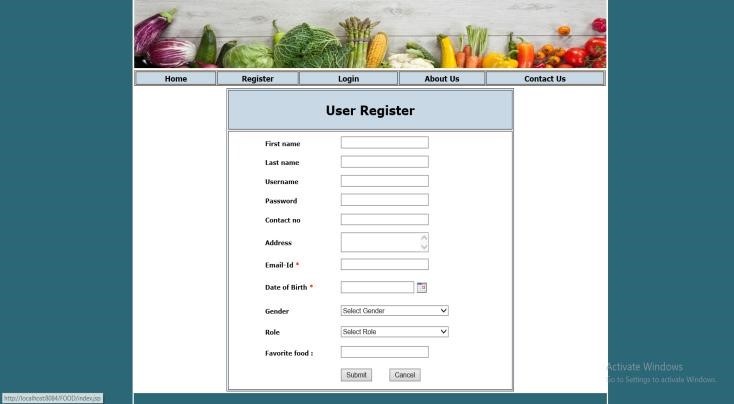 Home Register Login About Us Contact Us
User Register
First name
Last name
Username
Password
Contact no
Address
Email-Id *
Date of Birth *
Gender Select Gender
Role Select Role
Favorite food :
Submit Cancel
Activate Windows
Go to Settings to activate Windows.
http://localhost:8084/FOOD/index.jsp